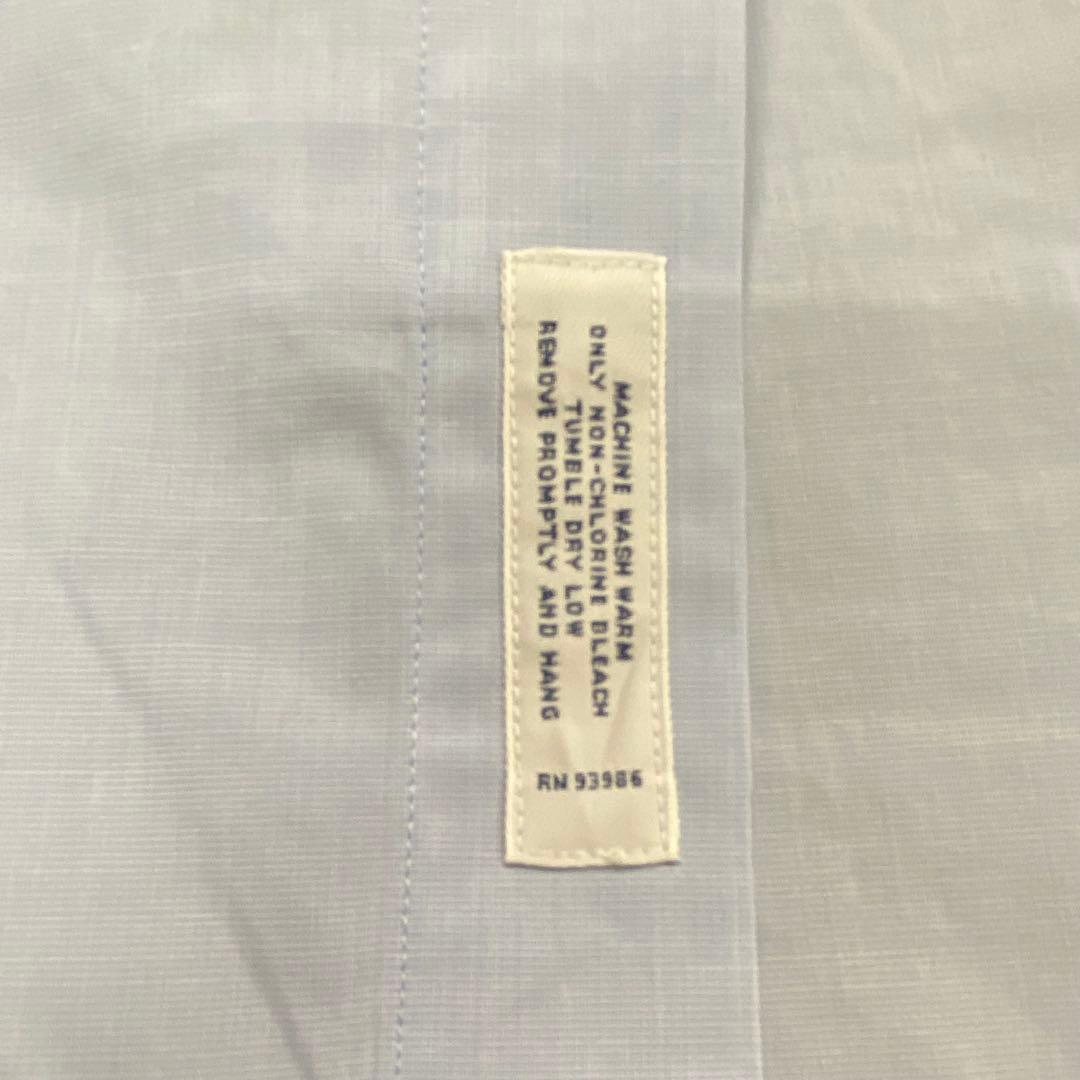 MACHINE WASH WARM
ONLY NON-CHLORINE BLEACH
TUMBLE DRY LOW
REMOVE PROMPTLY AND HANG
RN 93986